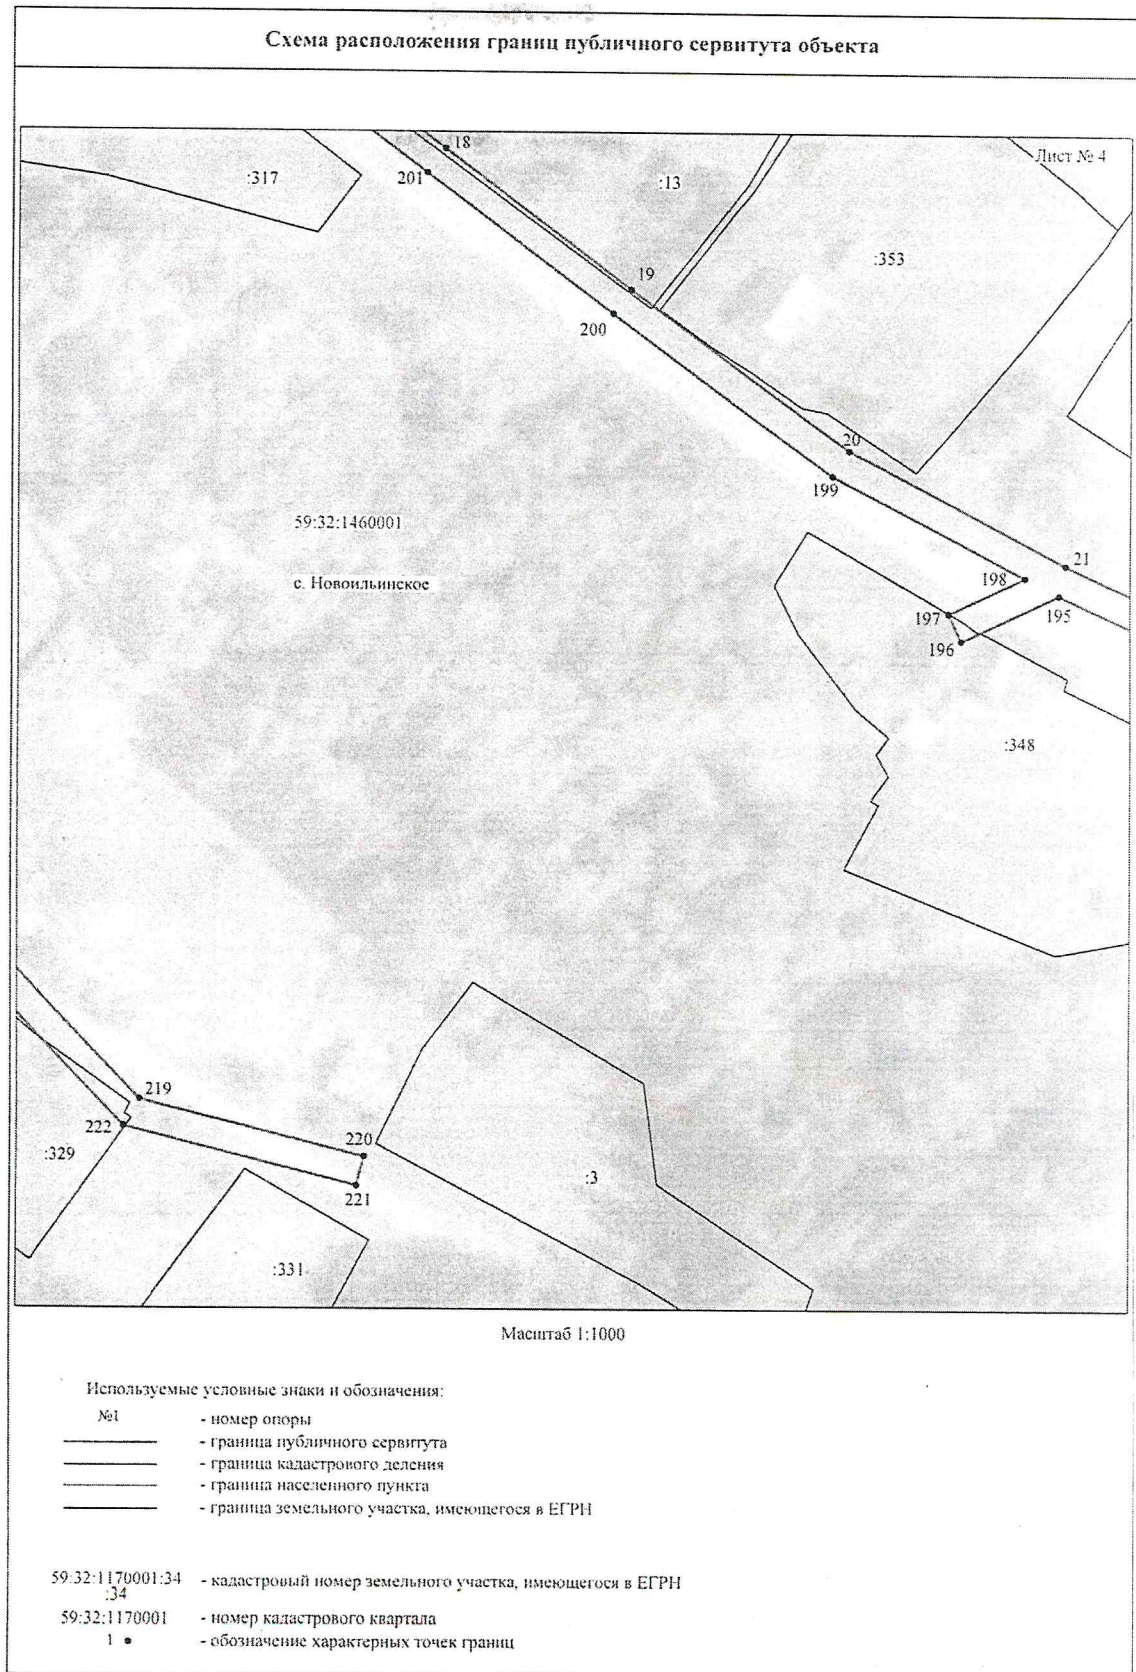 Схема расположения границ публичного сервитута объекта
Лист № 4
18
:317
201
:13
19
:353
200
20
199
59:32:1460001
21
198
с. Новоильинское
195
197
196
:348
219
222
220
:329
:3
221
:331
Масштаб 1:1000
Используемые условные знаки и обозначения:
№1 - номер опоры
- граница публичного сервитута
- граница кадастрового деления
- граница населенного пункта
- граница земельного участка, имеющегося в ЕГРН
59:32:1170001:34 - кадастровый номер земельного участка, имеющегося в ЕГРН
:34
59:32:1170001 - номер кадастрового квартала
1 - обозначение характерных точек границ